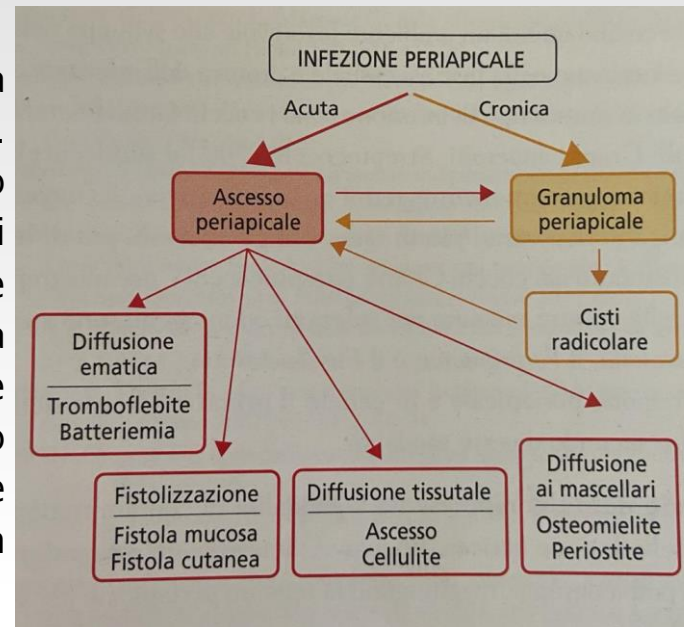 INFEZIONE PERIAPICALE
Acuta
Cronica
Ascesso
periapicale
Granuloma
periapicale
Cisti
radicolare
Diffusione
ematica
Tromboflebite
Batteriemia
Fistolizzazione
Fistola mucosa
Fistola cutanea
Diffusione tissutale
Ascesso
Cellulite
Diffusione
ai mascellari
Osteomielite
Periostite